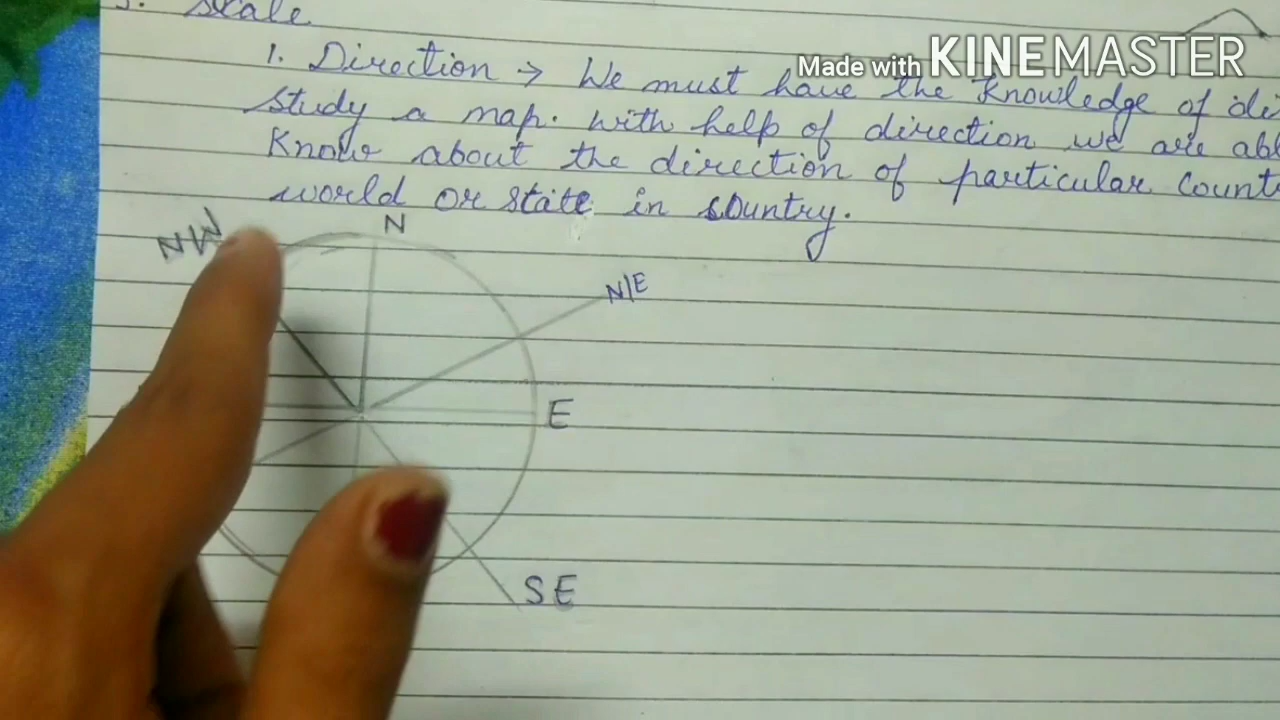 3. Scale
Made with KINEMASTER
1. Direction → We must have the knowledge of
study a map. With help of direction we are
Know about the direction of particular
world or state in country.
N/W
N
N/E
E
SE